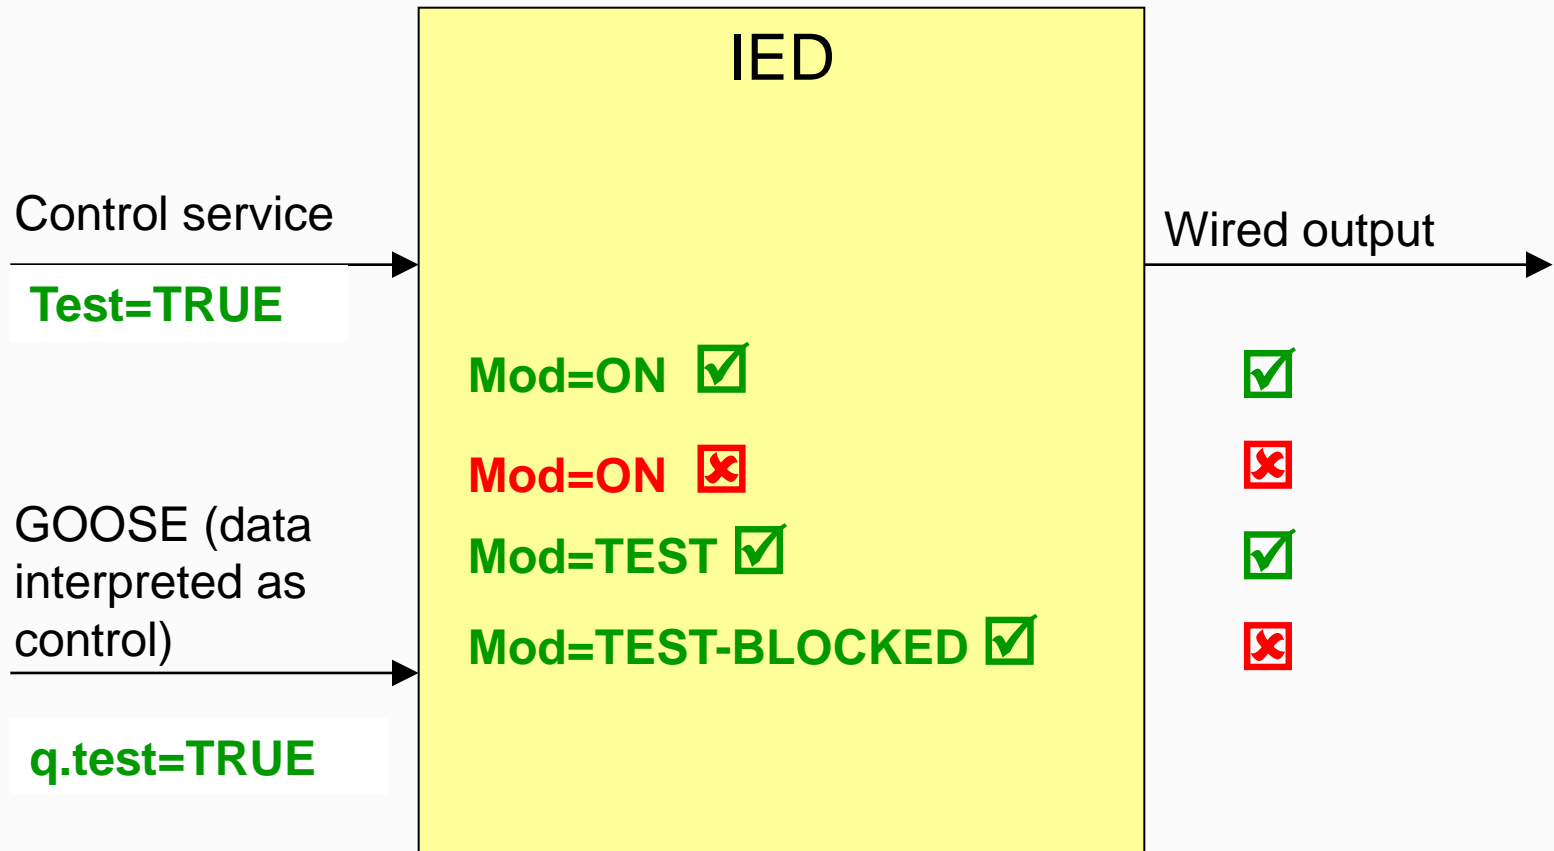 IED
Control service
Test=TRUE
GOOSE (data
interpreted as
control)
q.test=TRUE
Mod=ON
Mod=ON
Mod=TEST
Mod=TEST-BLOCKED
Wired output